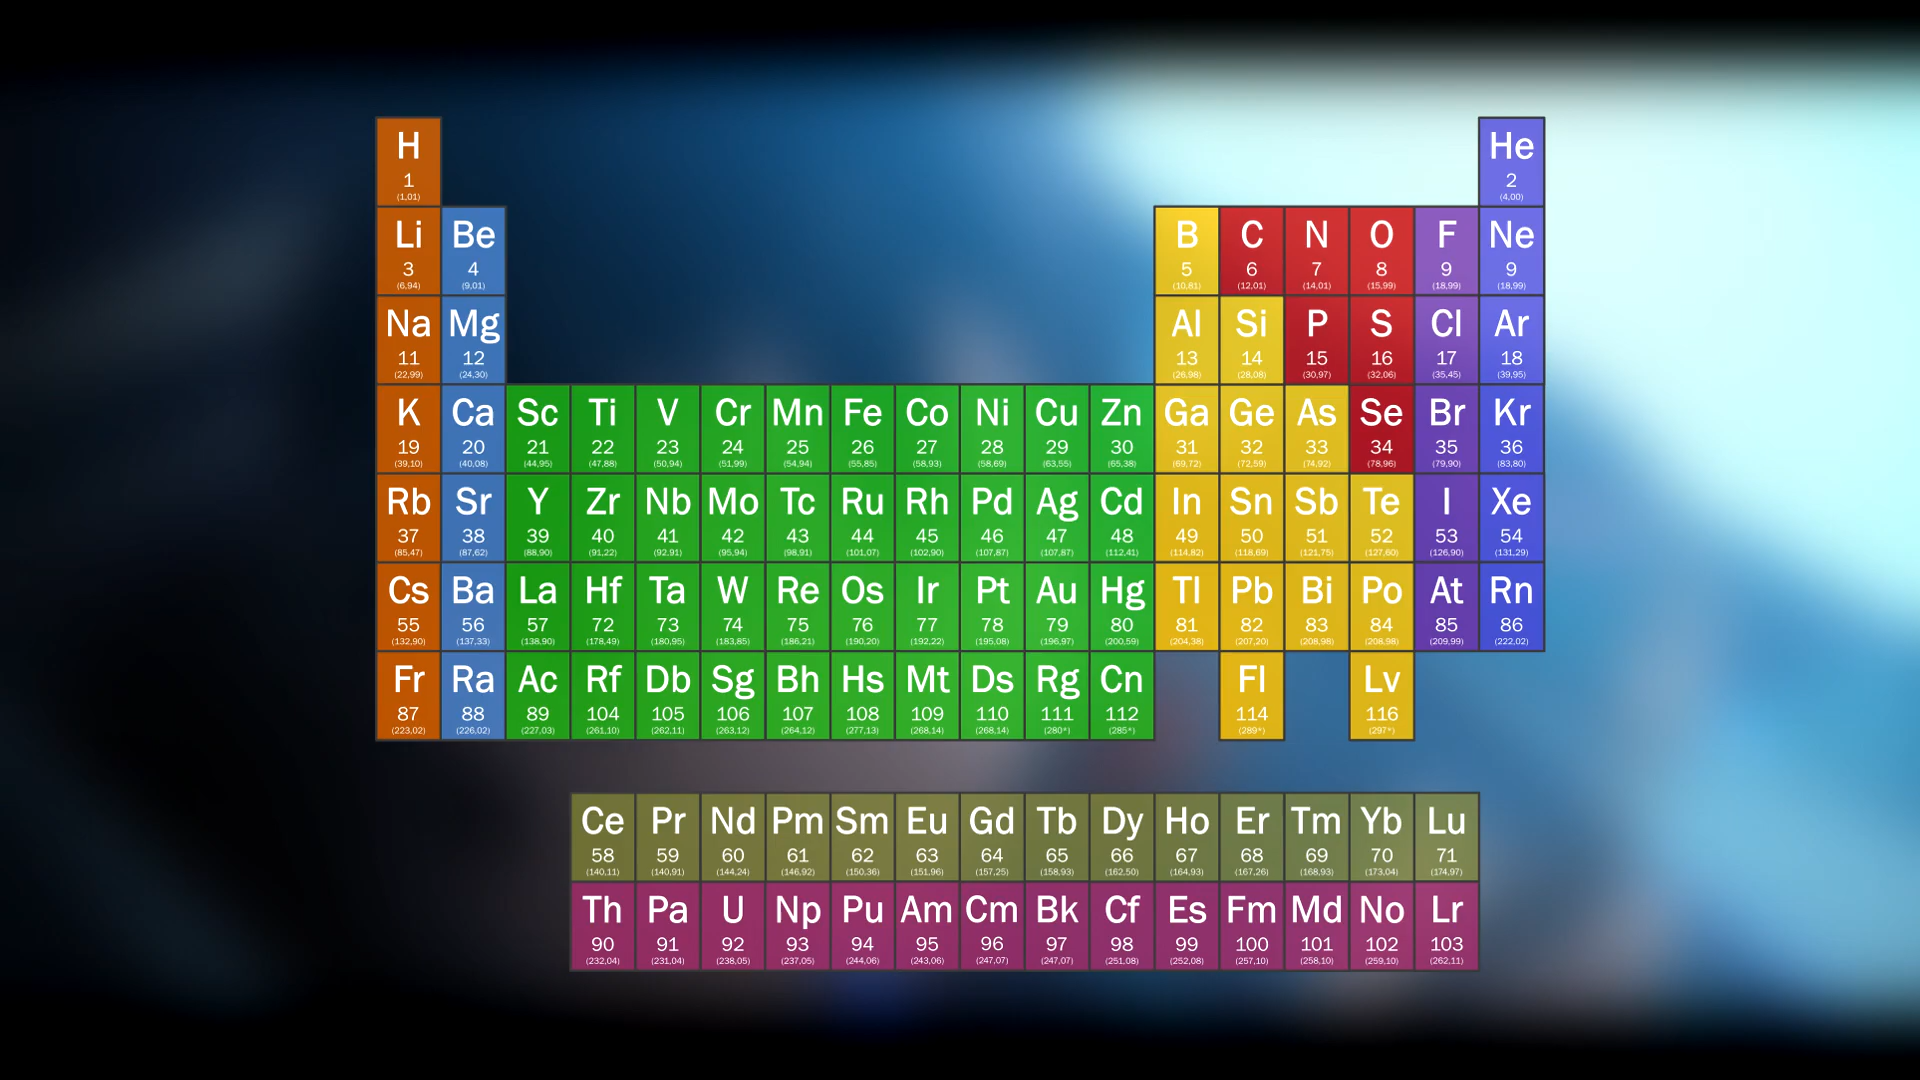 H He
1 2
(1,01) (4,00)
Li Be B C N O F Ne
3 4 5 6 7 8 9 9
(6,94) (9,01) (10,81) (12,01) (14,01) (15,99) (18,99) (18,99)
Na Mg Al Si P S Cl Ar
11 12 13 14 15 16 17 18
(22,99) (24,30) (26,98) (28,08) (30,97) (32,06) (35,45) (39,95)
K Ca Sc Ti V Cr Mn Fe Co Ni Cu Zn Ga Ge As Se Br Kr
19 20 21 22 23 24 25 26 27 28 29 30 31 32 33 34 35 36
(39,10) (40,08) (44,95) (47,88) (50,94) (51,99) (54,94) (55,85) (58,93) (58,69) (63,55) (65,38) (69,72) (72,59) (74,92) (78,96) (79,90) (83,80)
Rb Sr Y Zr Nb Mo Tc Ru Rh Pd Ag Cd In Sn Sb Te I Xe
37 38 39 40 41 42 43 44 45 46 47 48 49 50 51 52 53 54
(85,47) (87,62) (88,90) (91,22) (92,91) (95,94) (98,91) (101,07) (102,90) (107,87) (107,87) (112,41) (114,82) (118,69) (121,75) (127,60) (126,90) (131,29)
Cs Ba La Hf Ta W Re Os Ir Pt Au Hg Tl Pb Bi Po At Rn
55 56 57 72 73 74 75 76 77 78 79 80 81 82 83 84 85 86
(132,90) (137,33) (138,90) (178,49) (180,95) (183,85) (186,21) (190,20) (192,22) (195,08) (196,97) (200,59) (204,38) (207,20) (208,98) (208,98) (209,99) (222,02)
Fr Ra Ac Rf Db Sg Bh Hs Mt Ds Rg Cn Fl Lv
87 88 89 104 105 106 107 108 109 110 111 112 114 116
(223,02) (226,02) (227,03) (261,10) (262,11) (263,12) (264,12) (277,13) (268,14) (268,14) (280*) (285*) (289*) (297*)
Ce Pr Nd Pm Sm Eu Gd Tb Dy Ho Er Tm Yb Lu
58 59 60 61 62 63 64 65 66 67 68 69 70 71
(140,11) (140,91) (144,24) (146,92) (150,36) (151,96) (157,25) (158,93) (162,50) (164,93) (167,26) (168,93) (173,04) (174,97)
Th Pa U Np Pu Am Cm Bk Cf Es Fm Md No Lr
90 91 92 93 94 95 96 97 98 99 100 101 102 103
(232,04) (231,04) (238,05) (237,05) (244,06) (243,06) (247,07) (247,07) (251,08) (252,08) (257,10) (258,10) (259,10) (262,11)